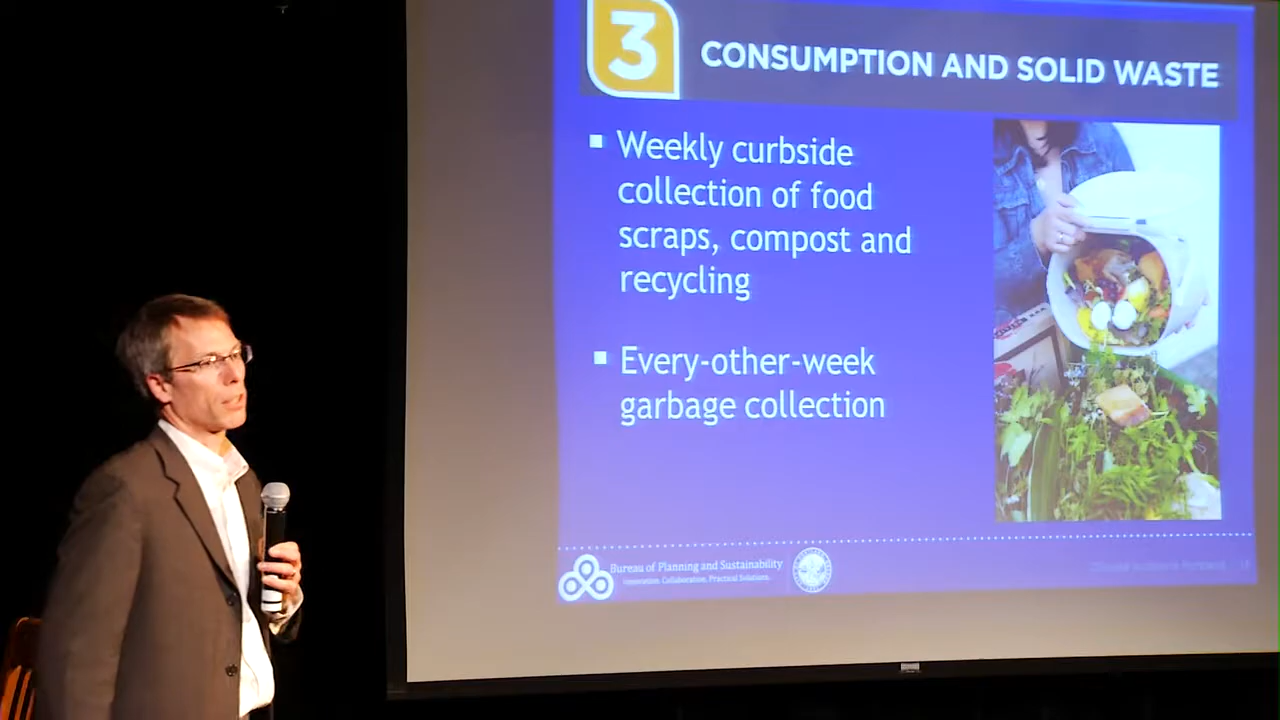 3
CONSUMPTION AND SOLID WASTE
Weekly curbside
collection of food
scraps, compost and
recycling
Every-other-week
garbage collection
Bureau of Planning and Sustainability
Innovation. Collaboration. Practical Solutions.